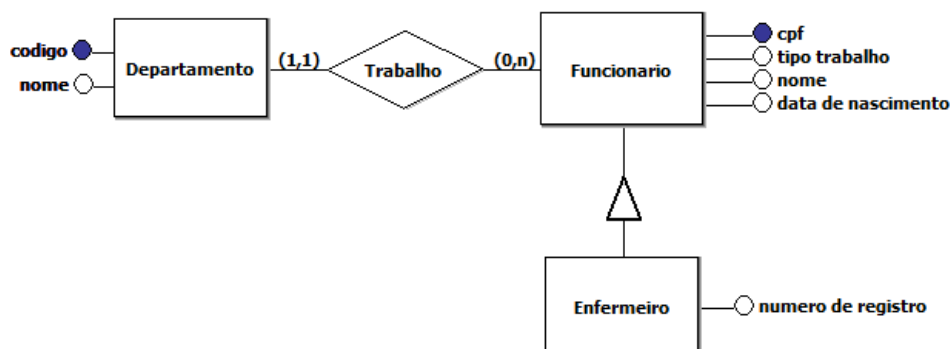 codigo
nome
Departamento
(1,1)
Trabalho
(0,n)
Funcionario
cpf
tipo trabalho
nome
data de nascimento
Enfermeiro
numero de registro